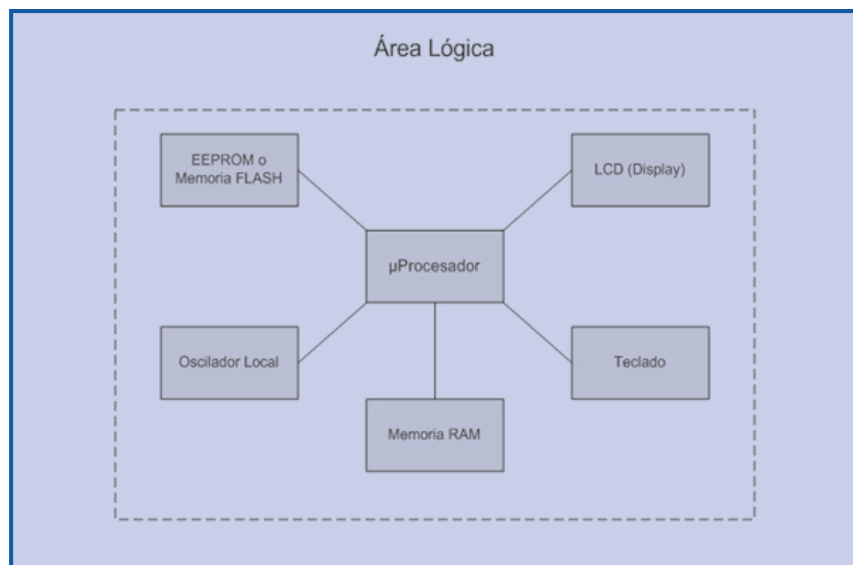 Área Lógica
EEPROM o
Memoria FLASH
LCD (Display)
µProcesador
Oscilador Local
Teclado
Memoria RAM